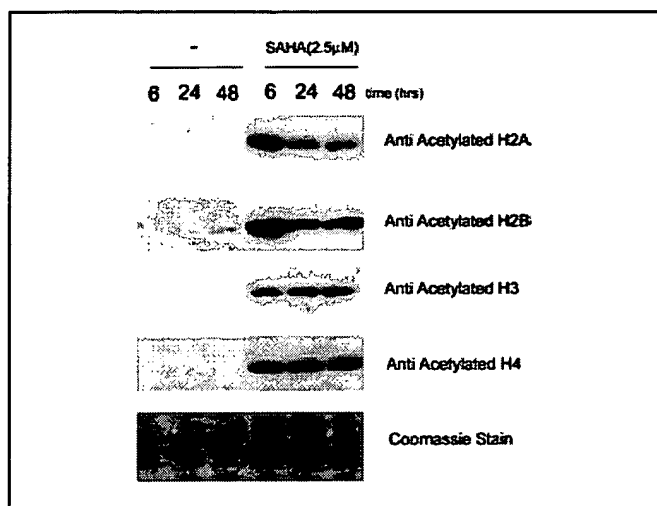 - SAHA(2.5µM)
6 24 48 6 24 48 time (hrs)
Anti Acetylated H2A
Anti Acetylated H2B
Anti Acetylated H3
Anti Acetylated H4
Coomassie Stain